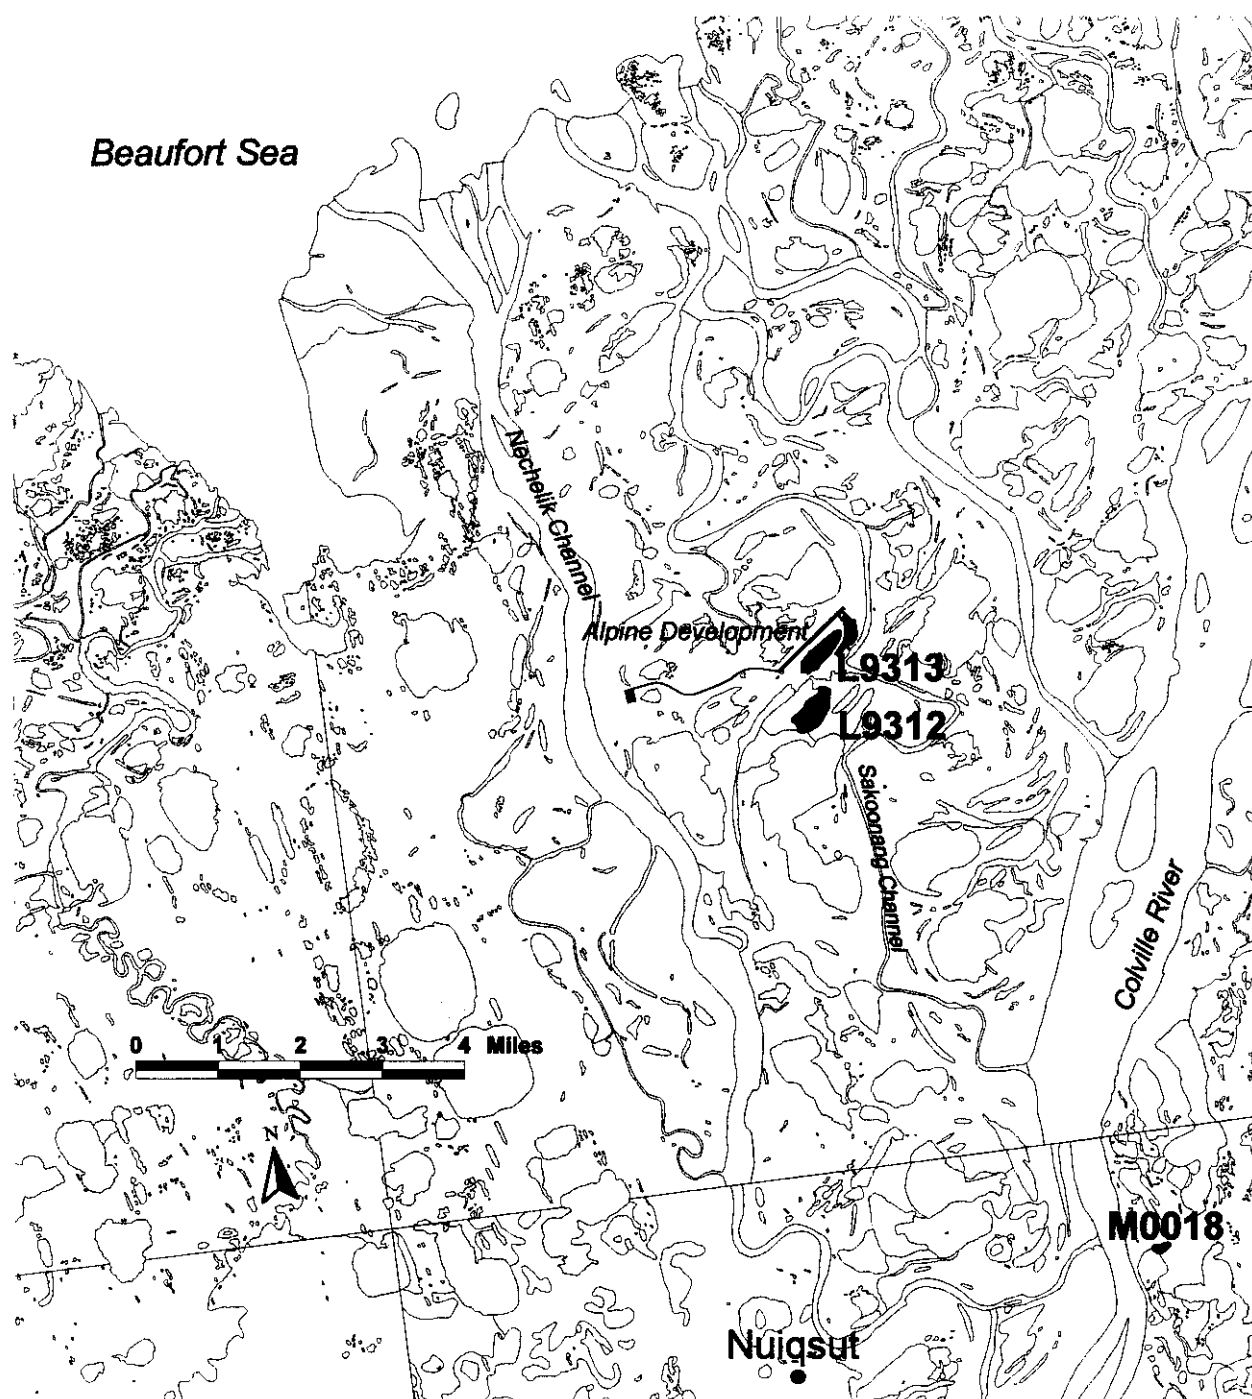 Beaufort Sea
Nechelik Channel
Alpine Development
L9313
L9312
Sakoonang Channel
Colville River
0 1 2 3 4 Miles
N
M0018
Nuiqsut